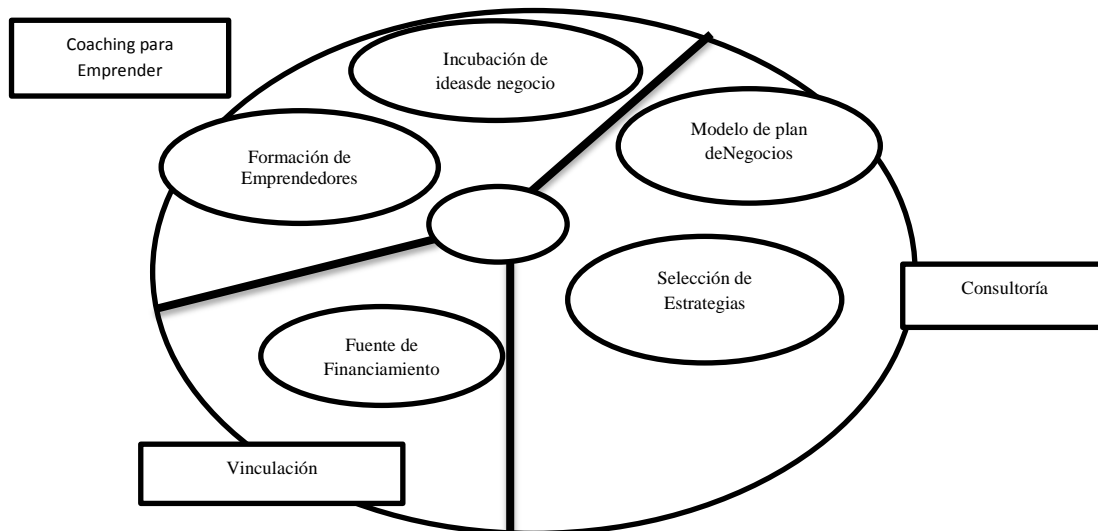 Coaching para
Emprender
Incubación de
ideasde negocio
Modelo de plan
deNegocios
Formación de
Emprendedores
Selección de
Estrategias
Consultoría
Fuente de
Financiamiento
Vinculación